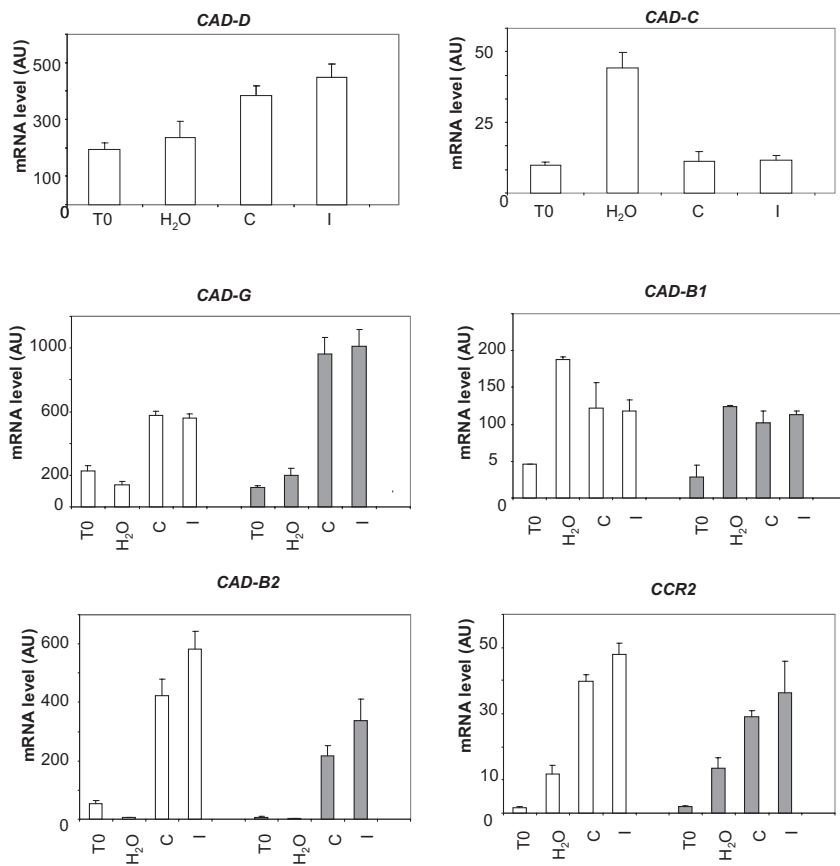 CAD-D
mRNA level (AU)
500
300
100
0
T0 H₂O C I
CAD-C
mRNA level (AU)
50
25
0
T0 H₂O C I
CAD-G
mRNA level (AU)
1000
600
200
0
T0 H₂O C I T0 H₂O C I
CAD-B1
mRNA level (AU)
200
150
100
5
0
T0 H₂O C I T0 H₂O C I
CAD-B2
mRNA level (AU)
600
400
200
0
T0 H₂O C I T0 H₂O C I
CCR2
mRNA level (AU)
50
30
10
0
T0 H₂O C I T0 H₂O C I